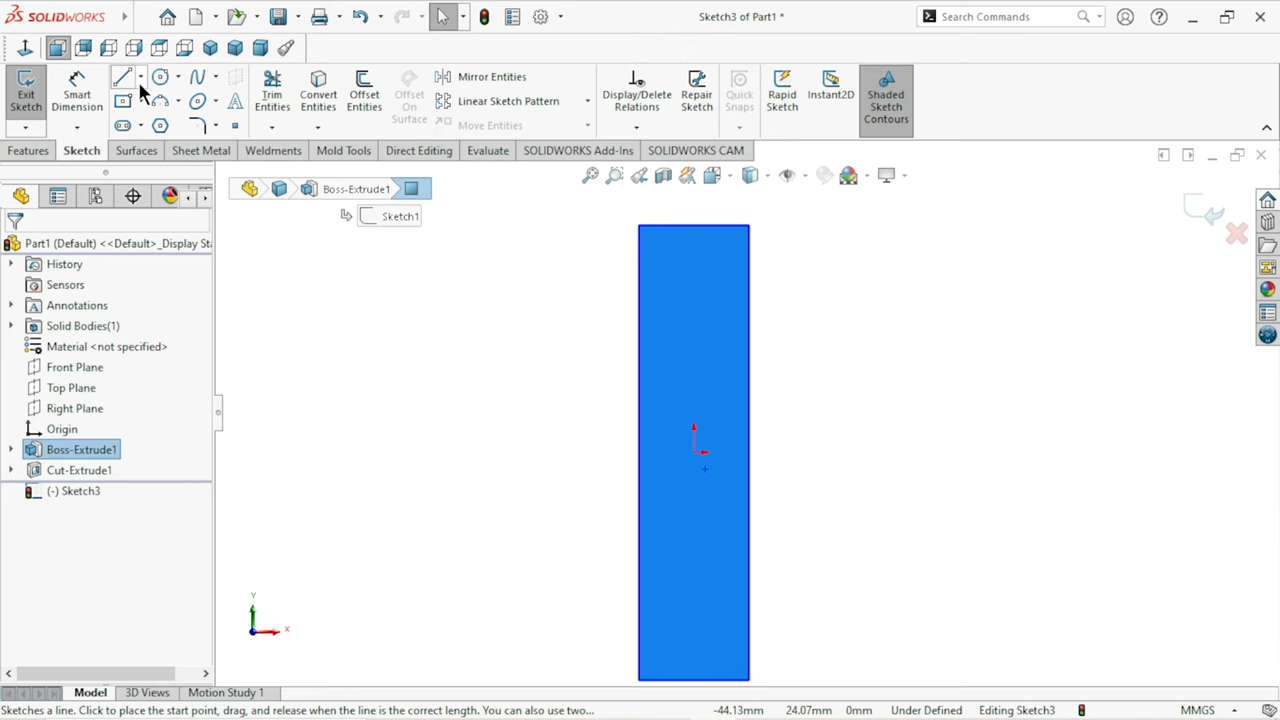 SOLIDWORKS
Sketch3 of Part1 *
Search Commands
Exit Sketch
Smart Dimension
Trim Entities
Convert Entities
Offset Entities
Offset On Surface
Mirror Entities
Linear Sketch Pattern
Move Entities
Display/Delete Relations
Repair Sketch
Quick Snaps
Rapid Sketch
Instant2D
Shaded Sketch Contours
Features
Sketch
Surfaces
Sheet Metal
Weldments
Mold Tools
Direct Editing
Evaluate
SOLIDWORKS Add-Ins
SOLIDWORKS CAM
Boss-Extrude1
Sketch1
Part1 (Default) <<Default>_Display Sta
History
Sensors
Annotations
Solid Bodies(1)
Material <not specified>
Front Plane
Top Plane
Right Plane
Origin
Boss-Extrude1
Cut-Extrude1
(-) Sketch3
Y
X
Model
3D Views
Motion Study 1
Sketches a line. Click to place the start point, drag, and release when the line is the correct length. You can also use two...
-44.13mm
24.07mm
0mm
Under Defined
Editing Sketch3
MMGS